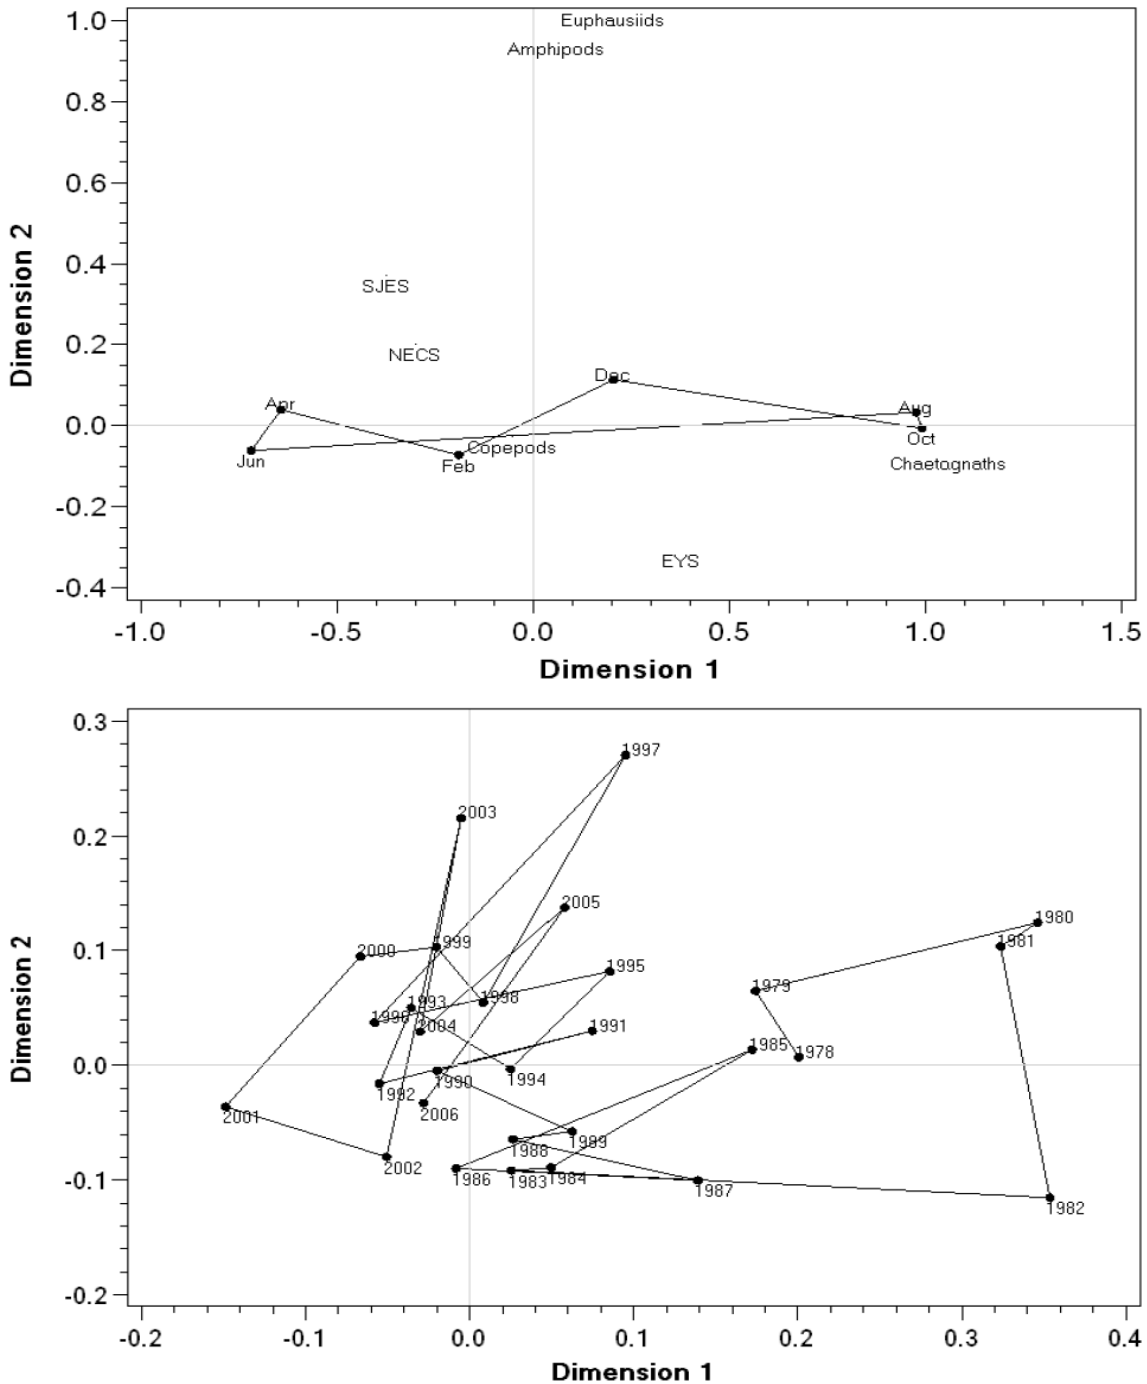 1.0
0.8
0.6
0.4
0.2
0.0
-0.2
-0.4
Dimension 2
Euphausiids
Amphipods
SJES
NECS
Dec
Apr
Aug
Oct
Copepods
Jun
Feb
Chaetognaths
EYS
-1.0 -0.5 0.0 0.5 1.0 1.5
Dimension 1
0.3
0.2
0.1
0.0
-0.1
-0.2
Dimension 2
1997
2003
2005
1980
1999
1981
2000
1995
1979
1998
1993
1996
2004
1991
1985
1978
1994
1990
1992
2001
2006
1989
1988
2002
1986
1983
1984
1987
1982
-0.2 -0.1 0.0 0.1 0.2 0.3 0.4
Dimension 1